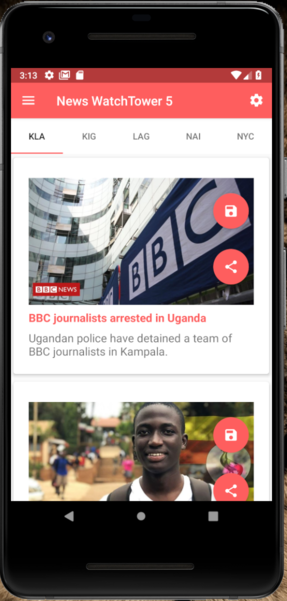 3:13
News WatchTower 5
KLA KIG LAG NAI NYC
BBC
BBC NEWS
BBC journalists arrested in Uganda
Ugandan police have detained a team of
BBC journalists in Kampala.